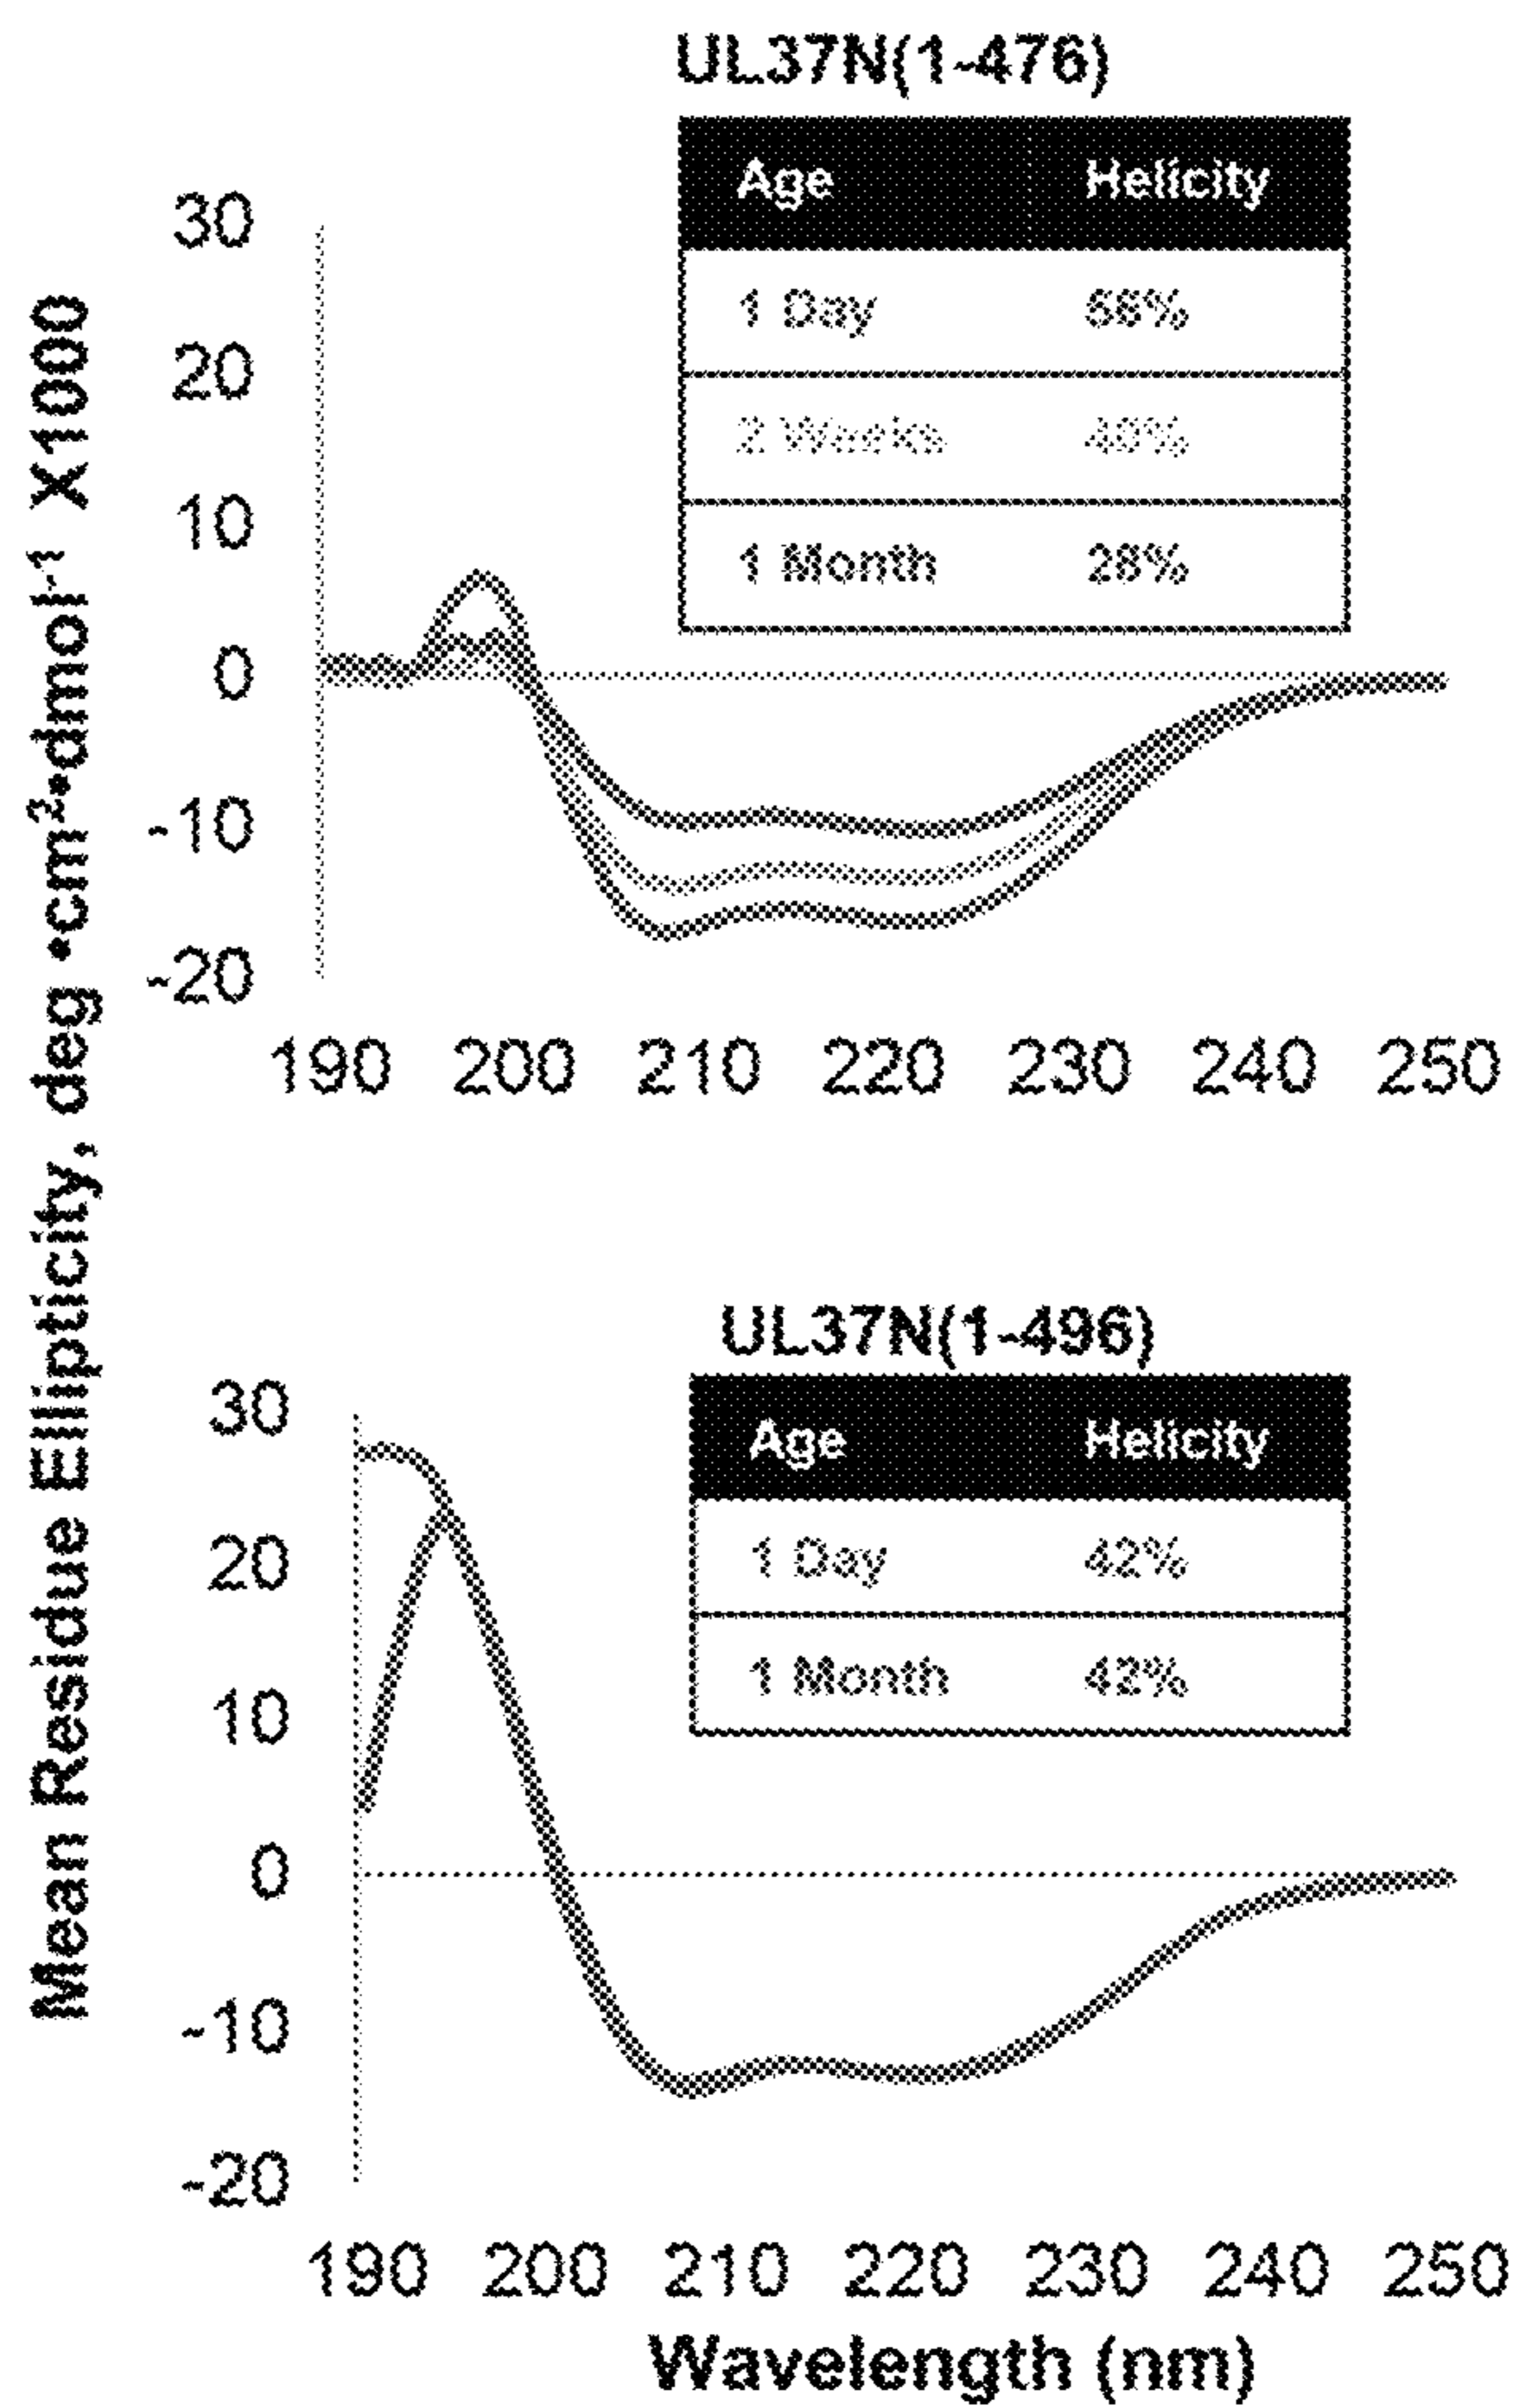 UL37N(1-476)
Age Helicity
1 Day
2 Weeks
1 Month 28%
30
20
10
0
-10
-20
190 200 210 220 230 240 250
Mean Residue Ellipticity, deg •cm²•dmol⁻¹ X1000
UL37N(1-496)
Age Helicity
1 Day 42%
1 Month 42%
30
20
10
0
-10
-20
190 200 210 220 230 240 250
Wavelength (nm)